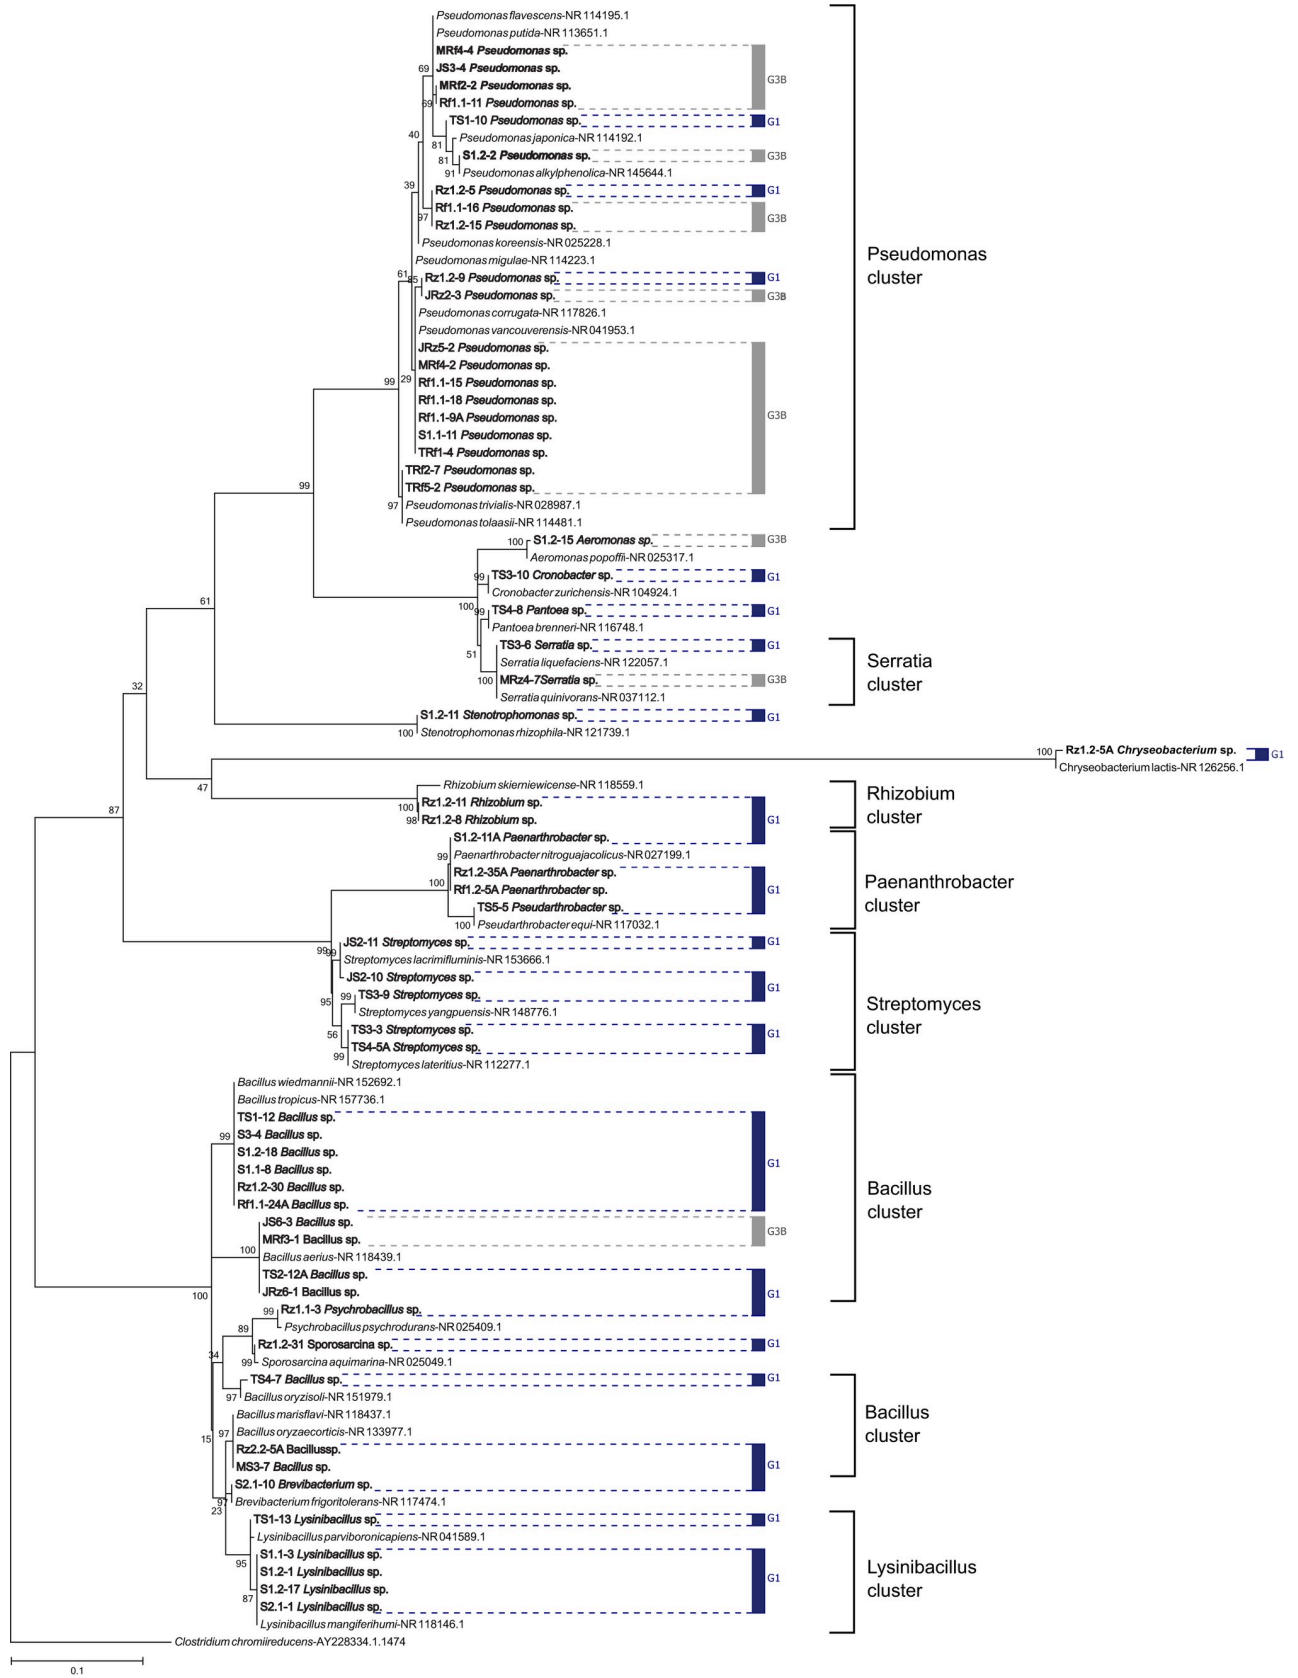 Pseudomonas flavescens-NR 114195.1
Pseudomonas putida-NR 113651.1
MRf4-4 Pseudomonas sp.
JS3-4 Pseudomonas sp.
69
MRf2-2 Pseudomonas sp.
G3B
Rf1.1-11 Pseudomonas sp.
69
TS1-10 Pseudomonas sp.
G1
40
Pseudomonas japonica-NR 114192.1
81
S1.2-2 Pseudomonas sp.
G3B
81
Pseudomonas alkylphenolica-NR 145644.1
91
39
Rz1.2-5 Pseudomonas sp.
G1
Rf1.1-16 Pseudomonas sp.
97
G3B
Rz1.2-15 Pseudomonas sp.
Pseudomonas koreensis-NR 025228.1
Pseudomonas migulae-NR 114223.1
Pseudomonas
cluster
61
85
Rz1.2-9 Pseudomonas sp.
G1
JRz2-3 Pseudomonas sp.
G3B
Pseudomonas corrugata-NR 117826.1
Pseudomonas vancouverensis-NR 041953.1
JRz5-2 Pseudomonas sp.
MRf4-2 Pseudomonas sp.
99
29
Rf1.1-15 Pseudomonas sp.
Rf1.1-18 Pseudomonas sp.
Rf1.1-9A Pseudomonas sp.
G3B
S1.1-11 Pseudomonas sp.
TRf1-4 Pseudomonas sp.
TRf2-7 Pseudomonas sp.
99
TRf5-2 Pseudomonas sp.
97
Pseudomonas trivialis-NR 028987.1
Pseudomonas tolaasii-NR 114481.1
100
S1.2-15 Aeromonas sp.
G3B
Aeromonas popoffii-NR 025317.1
99
TS3-10 Cronobacter sp.
G1
Cronobacter zurichensis-NR 104924.1
61
100
99
TS4-8 Pantoea sp.
G1
Pantoea brenneri-NR 116748.1
TS3-6 Serratia sp.
G1
51
Serratia liquefaciens-NR 122057.1
Serratia
cluster
100
MRz4-7Serratia sp.
G3B
32
Serratia quinivorans-NR 037112.1
S1.2-11 Stenotrophomonas sp.
G1
100
Stenotrophomonas rhizophila-NR 121739.1
100
Rz1.2-5A Chryseobacterium sp.
G1
Chryseobacterium lactis-NR 126256.1
47
Rhizobium skierniewicense-NR 118559.1
Rhizobium
cluster
100
Rz1.2-11 Rhizobium sp.
87
98
Rz1.2-8 Rhizobium sp.
G1
S1.2-11A Paenarthrobacter sp.
99
Paenarthrobacter nitroguajacolicus-NR 027199.1
Rz1.2-35A Paenarthrobacter sp.
100
Rf1.2-5A Paenarthrobacter sp.
G1
Paenanthrobacter
cluster
TS5-5 Pseudarthrobacter sp.
100
Pseudarthrobacter equi-NR 117032.1
JS2-11 Streptomyces sp.
G1
99
99
Streptomyces lacrimifluminis-NR 153666.1
JS2-10 Streptomyces sp.
G1
95
99
TS3-9 Streptomyces sp.
Streptomyces yangpuensis-NR 148776.1
Streptomyces
cluster
56
TS3-3 Streptomyces sp.
G1
TS4-5A Streptomyces sp.
99
Streptomyces lateritius-NR 112277.1
Bacillus wiedmannii-NR 152692.1
Bacillus tropicus-NR 157736.1
TS1-12 Bacillus sp.
99
S3-4 Bacillus sp.
S1.2-18 Bacillus sp.
G1
S1.1-8 Bacillus sp.
Rz1.2-30 Bacillus sp.
Bacillus
cluster
Rf1.1-24A Bacillus sp.
JS6-3 Bacillus sp.
G3B
MRf3-1 Bacillus sp.
100
Bacillus aerius-NR 118439.1
TS2-12A Bacillus sp.
JRz6-1 Bacillus sp.
G1
100
99
Rz1.1-3 Psychrobacillus sp.
89
Psychrobacillus psychrodurans-NR 025409.1
Rz1.2-31 Sporosarcina sp.
G1
34
99
Sporosarcina aquimarina-NR 025049.1
TS4-7 Bacillus sp.
G1
97
Bacillus oryzisoli-NR 151979.1
Bacillus marisflavi-NR 118437.1
Bacillus
cluster
15
97
Bacillus oryzaecorticis-NR 133977.1
Rz2.2-5A Bacillussp.
MS3-7 Bacillus sp.
G1
S2.1-10 Brevibacterium sp.
97
Brevibacterium frigoritolerans-NR 117474.1
23
TS1-13 Lysinibacillus sp.
G1
Lysinibacillus parviboronicapiens-NR 041589.1
S1.1-3 Lysinibacillus sp.
95
S1.2-1 Lysinibacillus sp.
G1
Lysinibacillus
cluster
S1.2-17 Lysinibacillus sp.
87
S2.1-1 Lysinibacillus sp.
Lysinibacillus mangiferihumi-NR 118146.1
Clostridium chromiireducens-AY228334.1.1474
0.1